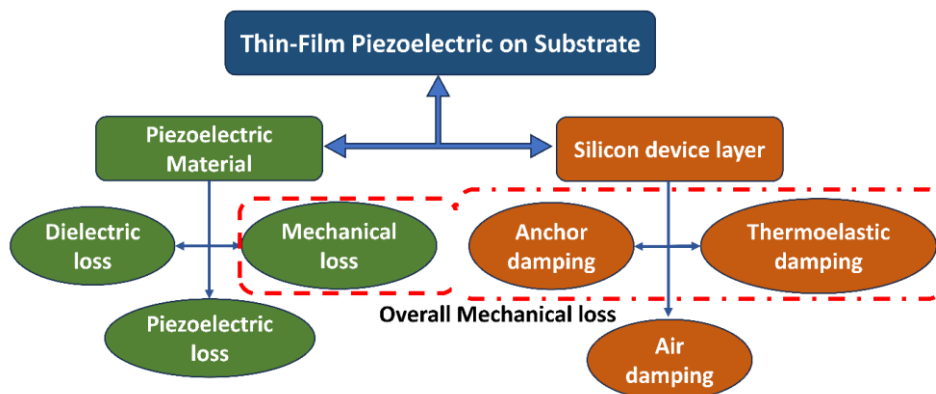 Thin-Film Piezoelectric on Substrate
Piezoelectric
Material
Silicon device layer
Dielectric
loss
Mechanical
loss
Anchor
damping
Thermoelastic
damping
Piezoelectric
loss
Overall Mechanical loss
Air
damping